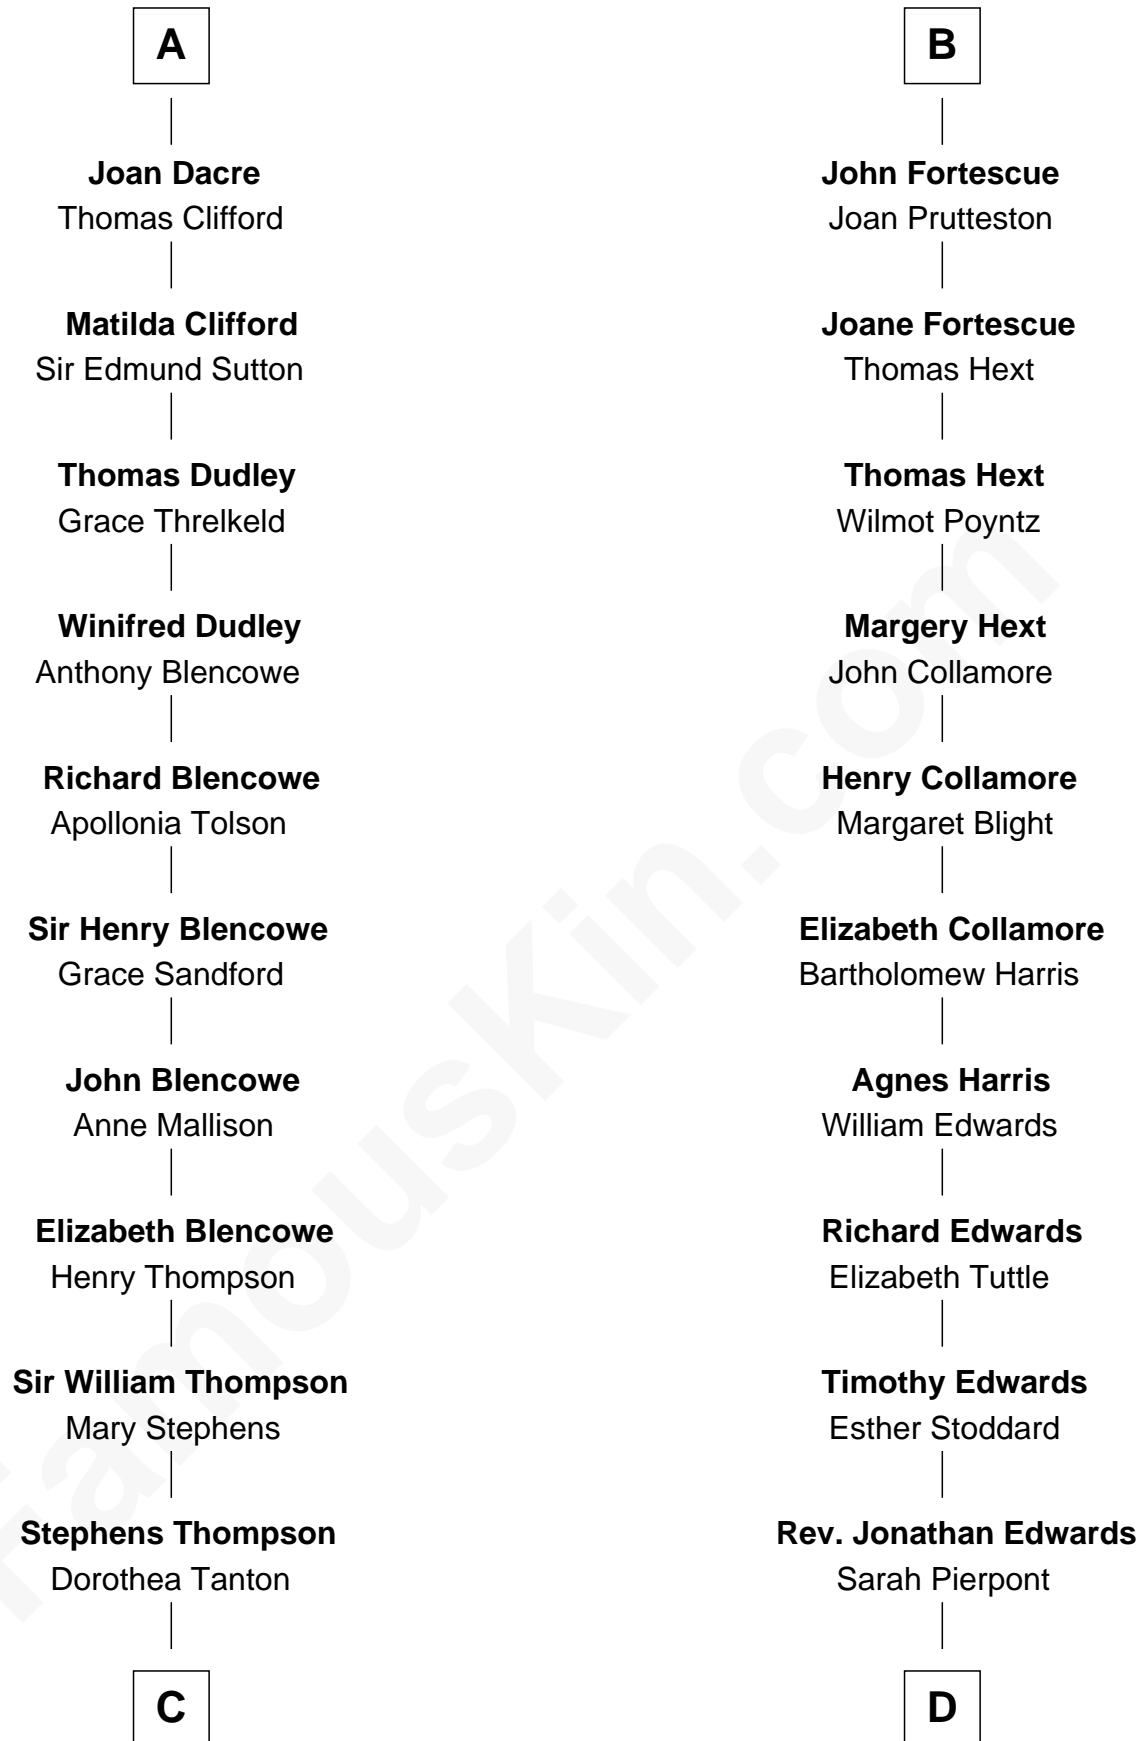 A
Joan Dacre
Thomas Clifford
Matilda Clifford
Sir Edmund Sutton
Thomas Dudley
Grace Threlkeld
Winifred Dudley
Anthony Blencowe
Richard Blencowe
Apollonia Tolson
Sir Henry Blencowe
Grace Sandford
John Blencowe
Anne Mallison
Elizabeth Blencowe
Henry Thompson
Sir William Thompson
Mary Stephens
Stephens Thompson
Dorothea Tanton
C
B
John Fortescue
Joan Prutteston
Joane Fortescue
Thomas Hext
Thomas Hext
Wilmot Poyntz
Margery Hext
John Collamore
Henry Collamore
Margaret Blight
Elizabeth Collamore
Bartholomew Harris
Agnes Harris
William Edwards
Richard Edwards
Elizabeth Tuttle
Timothy Edwards
Esther Stoddard
Rev. Jonathan Edwards
Sarah Pierpont
D
FamousKin.com